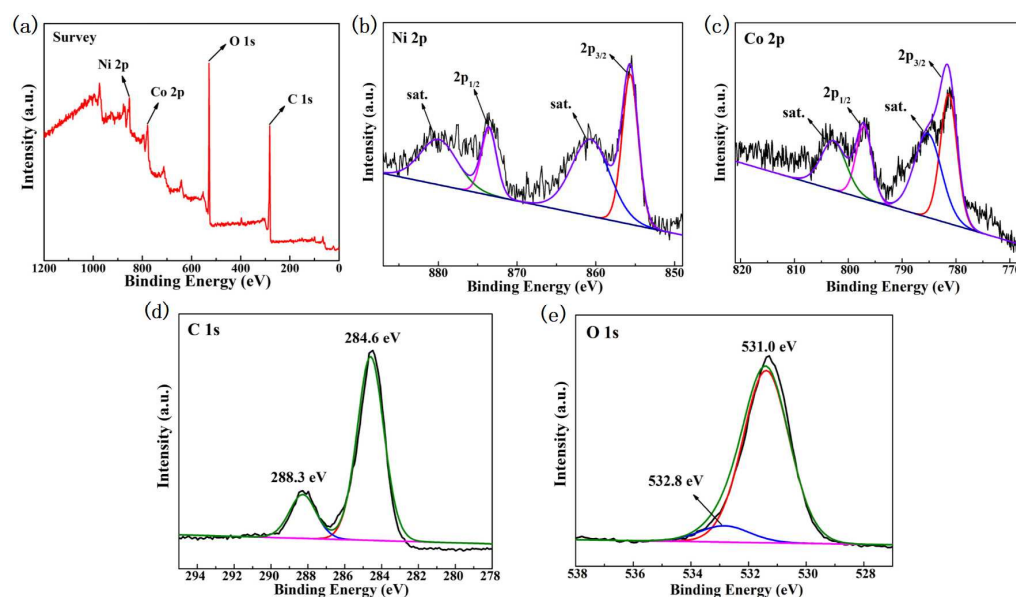 (a)
Survey
O 1s
Ni 2p
Co 2p
C 1s
Intensity (a.u.)
1200 1000 800 600 400 200 0
Binding Energy (eV)
(b)
Ni 2p
2p3/2
2p1/2
sat.
sat.
Intensity (a.u.)
880 870 860 850
Binding Energy (eV)
(c)
Co 2p
2p3/2
2p1/2
sat.
sat.
Intensity (a.u.)
820 810 800 790 780 770
Binding Energy (eV)
(d)
C 1s
284.6 eV
288.3 eV
Intensity (a.u.)
294 292 290 288 286 284 282 280 278
Binding Energy (eV)
(e)
O 1s
531.0 eV
532.8 eV
Intensity (a.u.)
538 536 534 532 530 528
Binding Energy (eV)